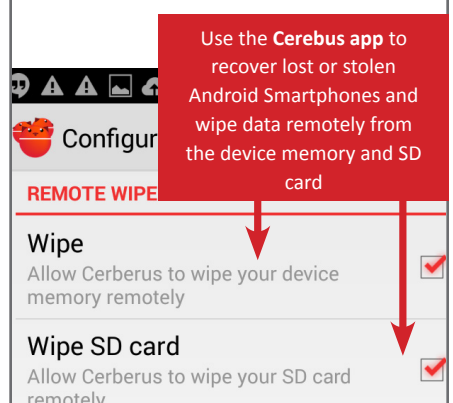 Use the Cerebus app to
recover lost or stolen
Android Smartphones and
wipe data remotely from
the device memory and SD
card
Configur
REMOTE WIPE
Wipe
Allow Cerberus to wipe your device
memory remotely
Wipe SD card
Allow Cerberus to wipe your SD card
remotely